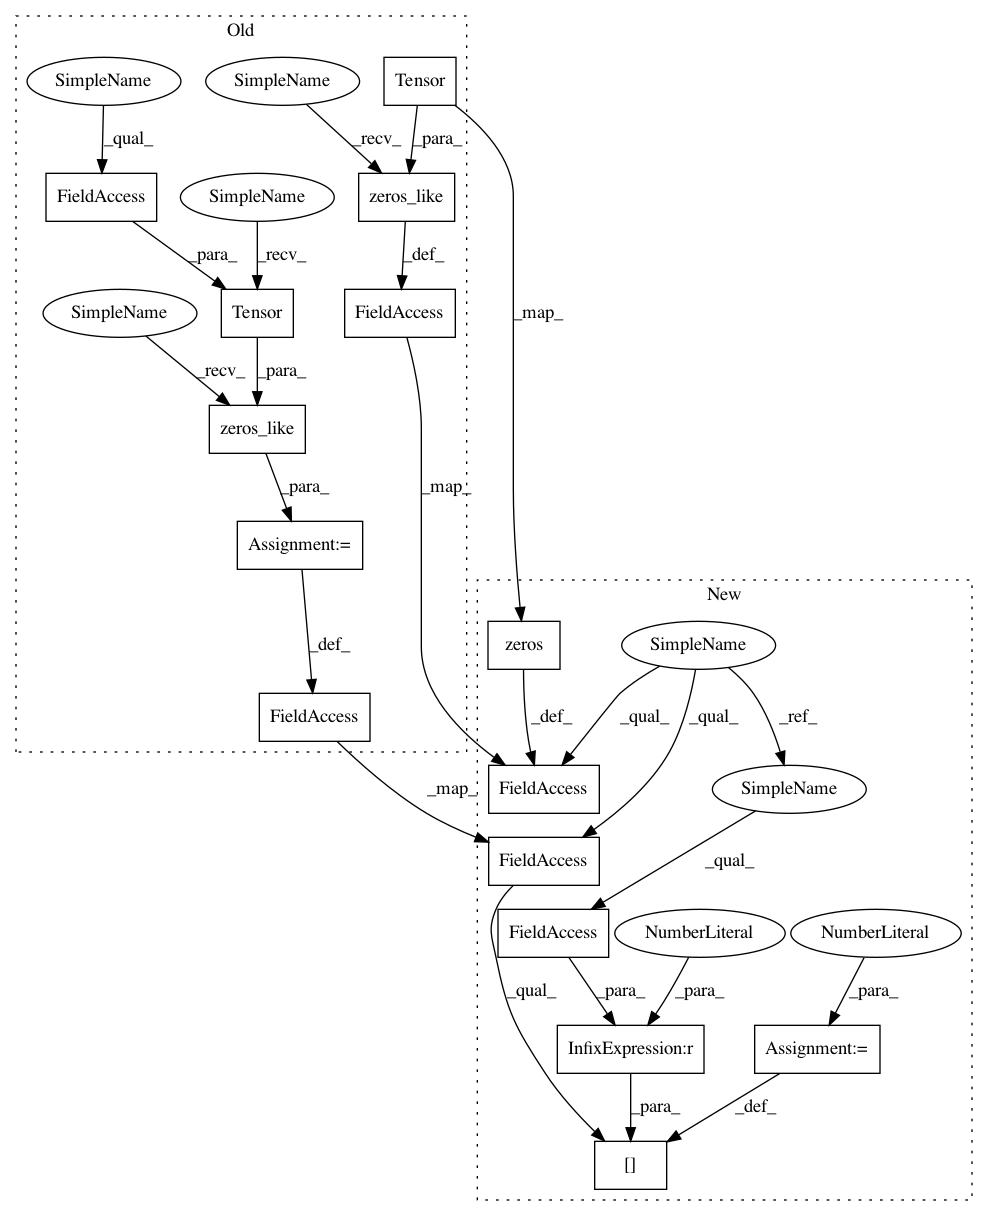 Old
SimpleName
SimpleName
Tensor
_qual_
_recv_
_para_
FieldAccess
SimpleName
zeros_like
_para_
_recv_
_def_
SimpleName
Tensor
FieldAccess
_map_
_recv_
_para_
zeros_like
_para_
_map_
Assignment:=
New
_def_
zeros
SimpleName
FieldAccess
_def_
_qual_
_qual_
_ref_
_map_
FieldAccess
SimpleName
FieldAccess
_qual_
FieldAccess
NumberLiteral
NumberLiteral
_qual_
_para_
_para_
_para_
InfixExpression:r
Assignment:=
_para_
_def_
[]